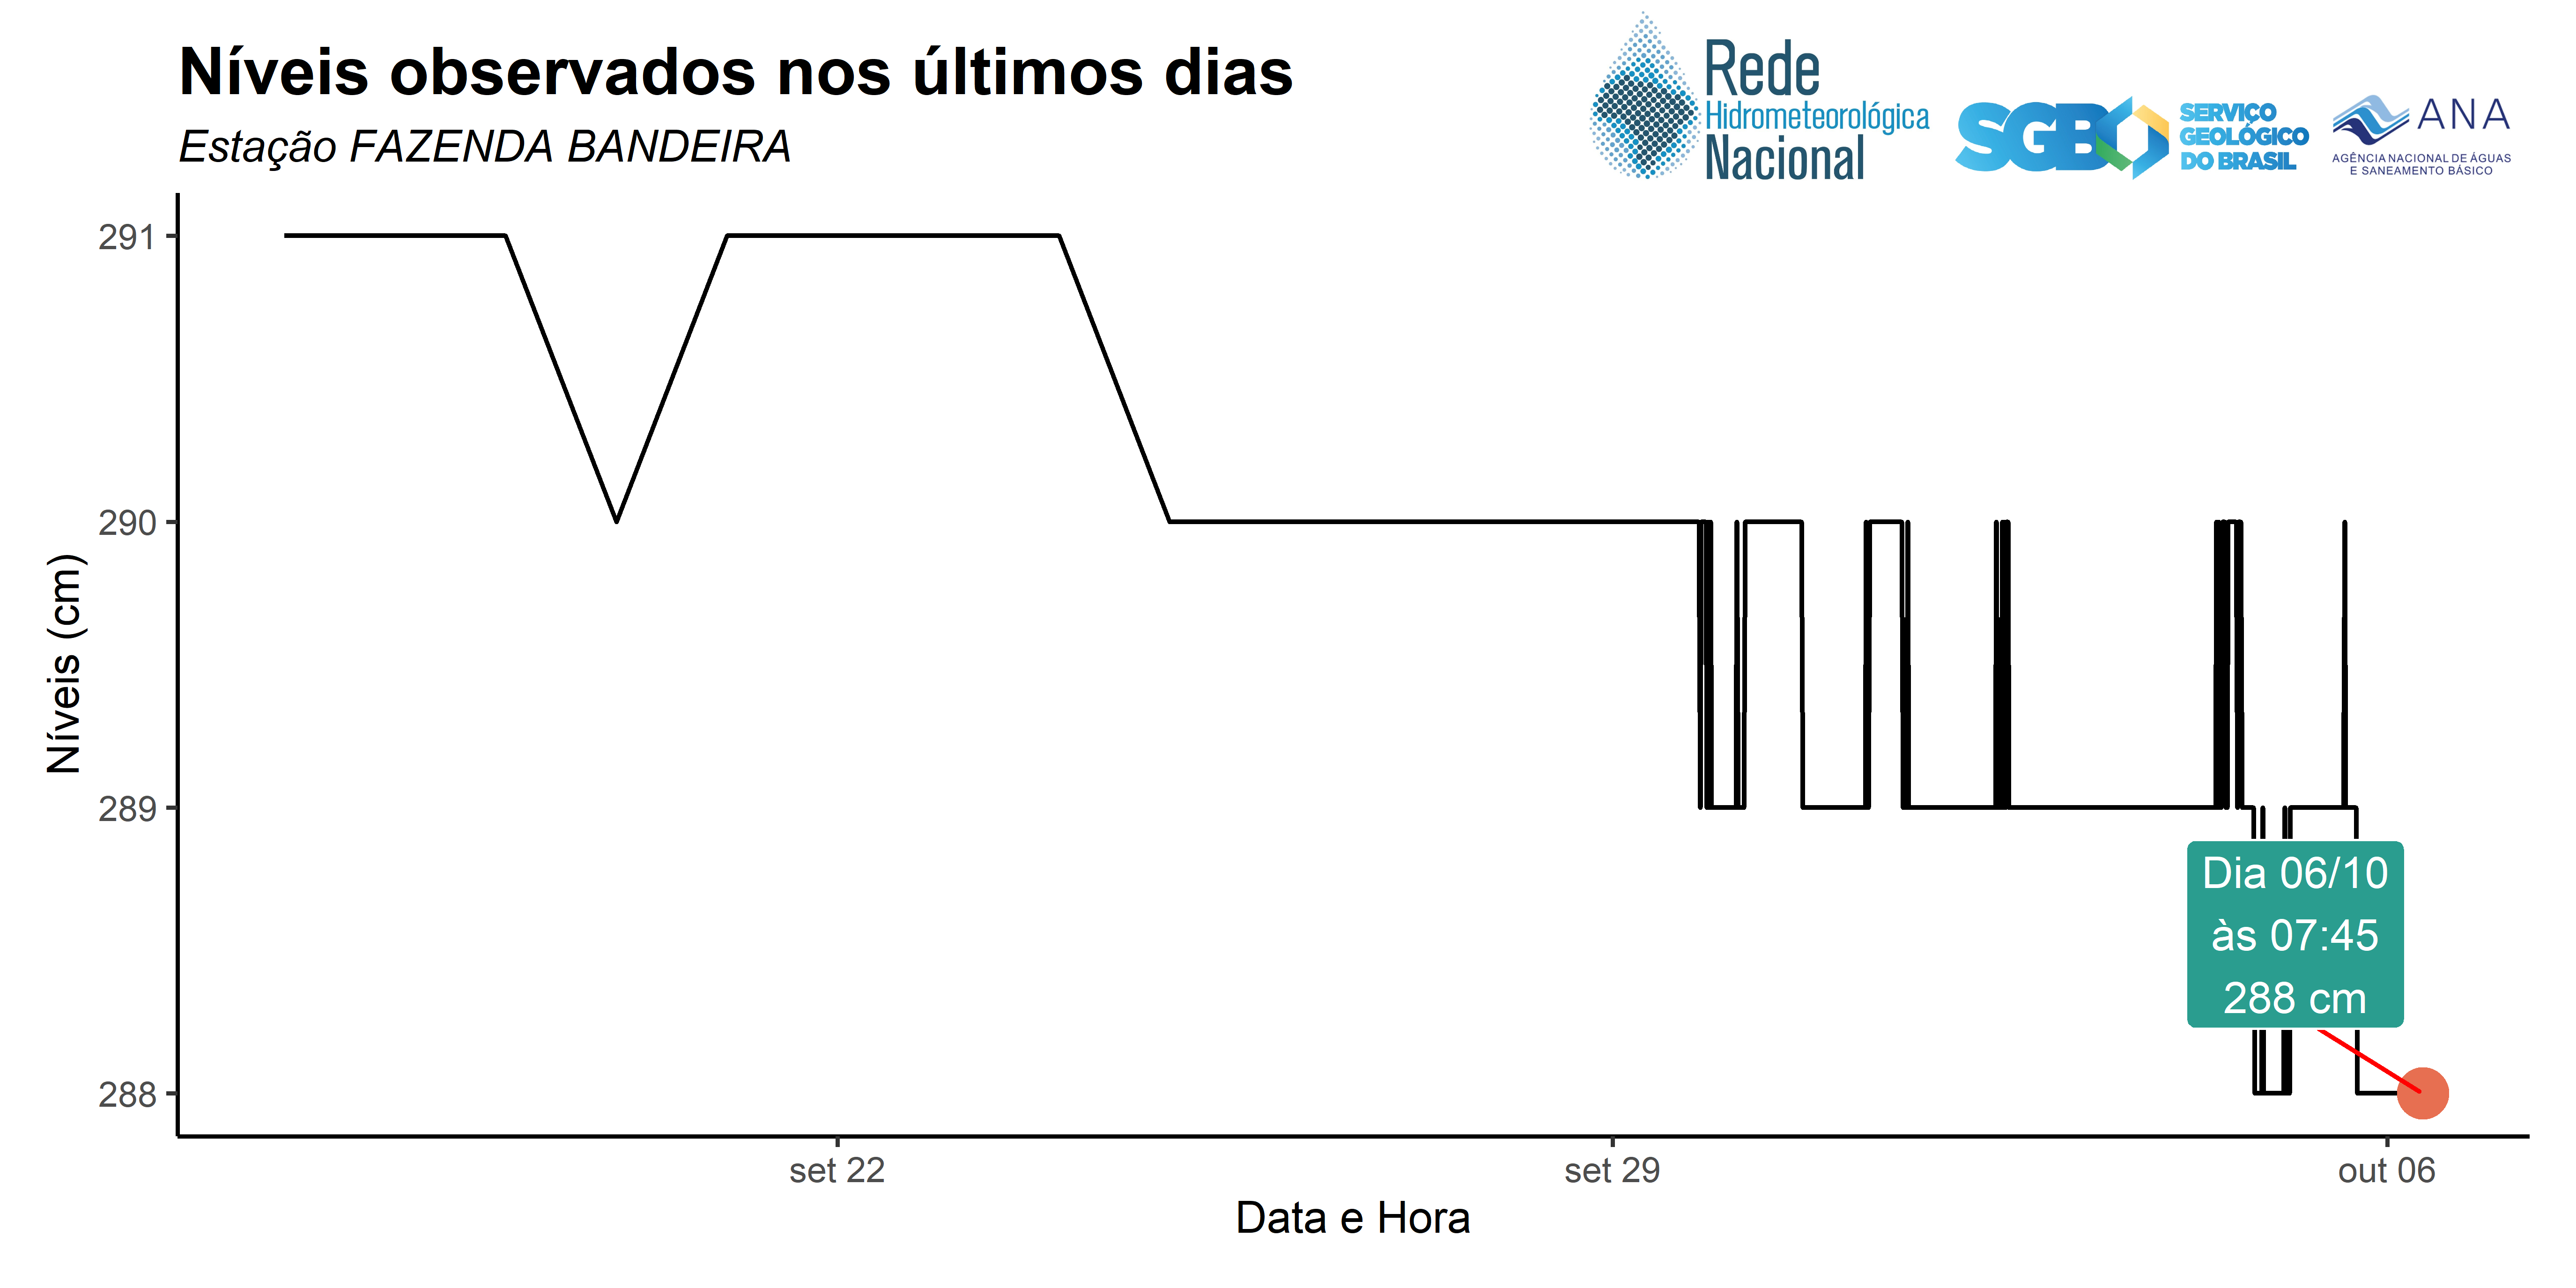 Níveis observados nos últimos dias
Estação FAZENDA BANDEIRA
Rede
Hidrometeorológica
Nacional
SGB
SERVIÇO
GEOLÓGICO
DO BRASIL
ANA
AGÊNCIA NACIONAL DE ÁGUAS
E SANEAMENTO BÁSICO
Níveis (cm)
291
290
289
288
Dia 06/10
às 07:45
288 cm
set 22
set 29
out 06
Data e Hora